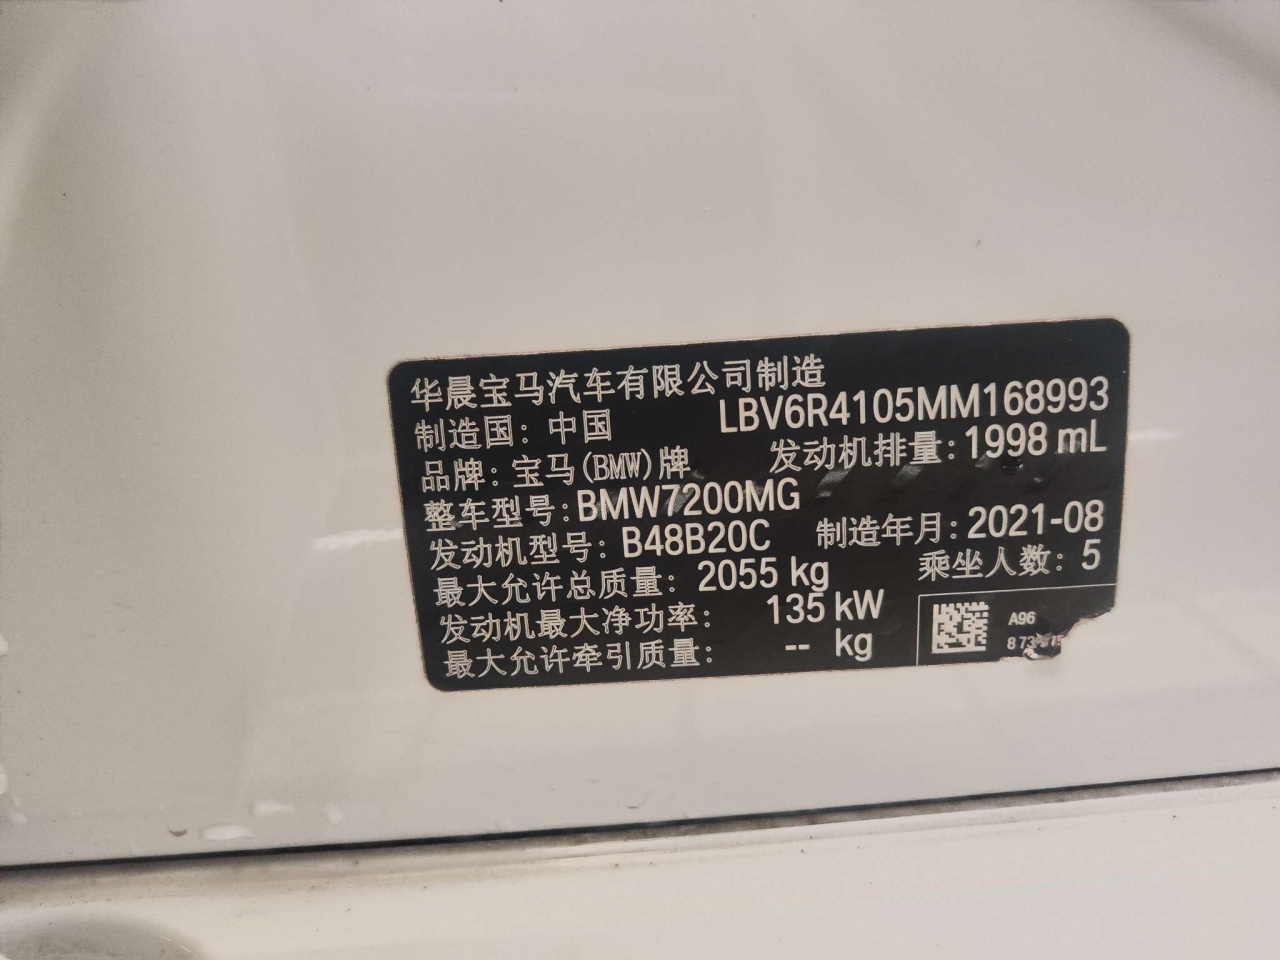 华晨宝马汽车有限公司制造
制造国：中国 LBV6R4105MM168993
品牌：宝马(BMW)牌 发动机排量：1998 mL
整车型号：BMW7200MG
发动机型号：B48B20C 制造年月：2021-08
最大允许总质量：2055 kg 乘坐人数：5
发动机最大净功率：135 kW
最大允许牵引质量：-- kg
A96